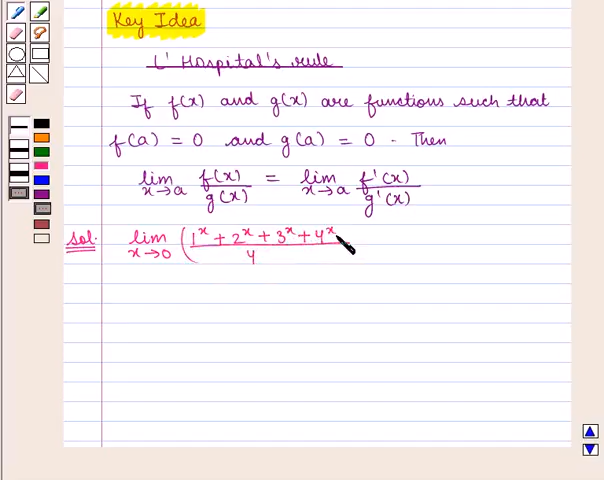 Key Idea
L' Hospital's rule
If f(x) and g(x) are functions such that
f(a) = 0 and g(a) = 0 . Then
lim x→a f(x)/g(x) = lim x→a f'(x)/g'(x)
Sol. lim x→0 (1^x + 2^x + 3^x + 4^x / 4